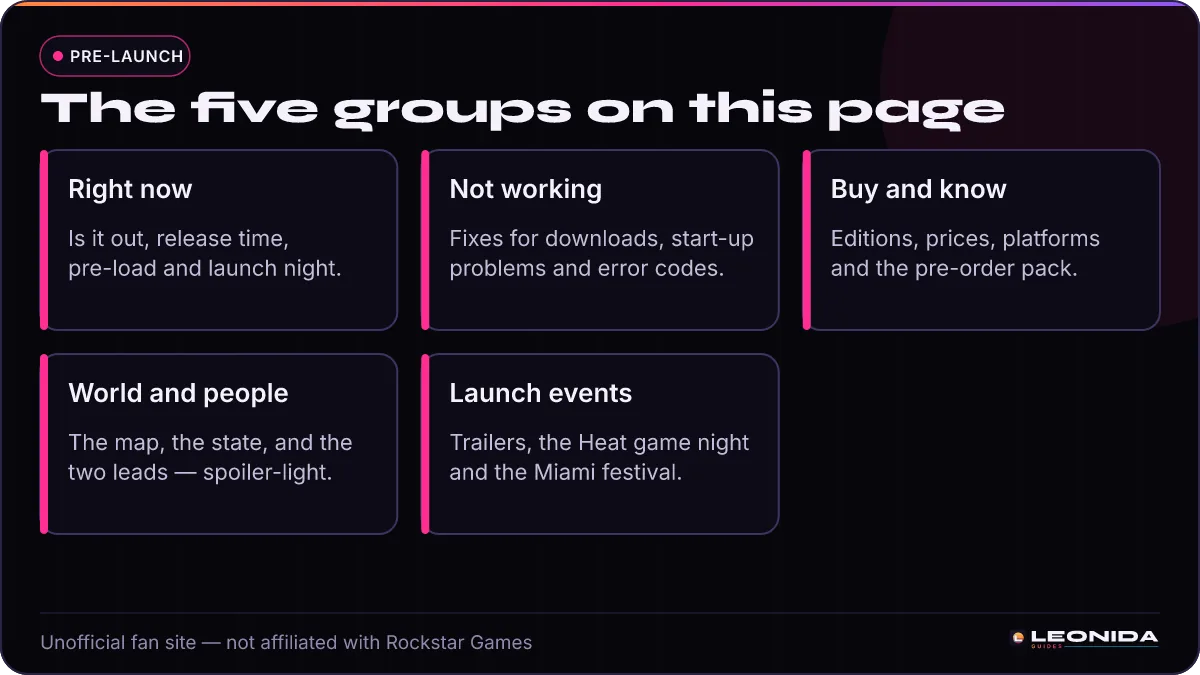 PRE-LAUNCH
The five groups on this page
Right now
Is it out, release time,
pre-load and launch night.
Not working
Fixes for downloads, start-up
problems and error codes.
Buy and know
Editions, prices, platforms
and the pre-order pack.
World and people
The map, the state, and the
two leads — spoiler-light.
Launch events
Trailers, the Heat game night
and the Miami festival.
Unofficial fan site — not affiliated with Rockstar Games
LEONIDA
GUIDES